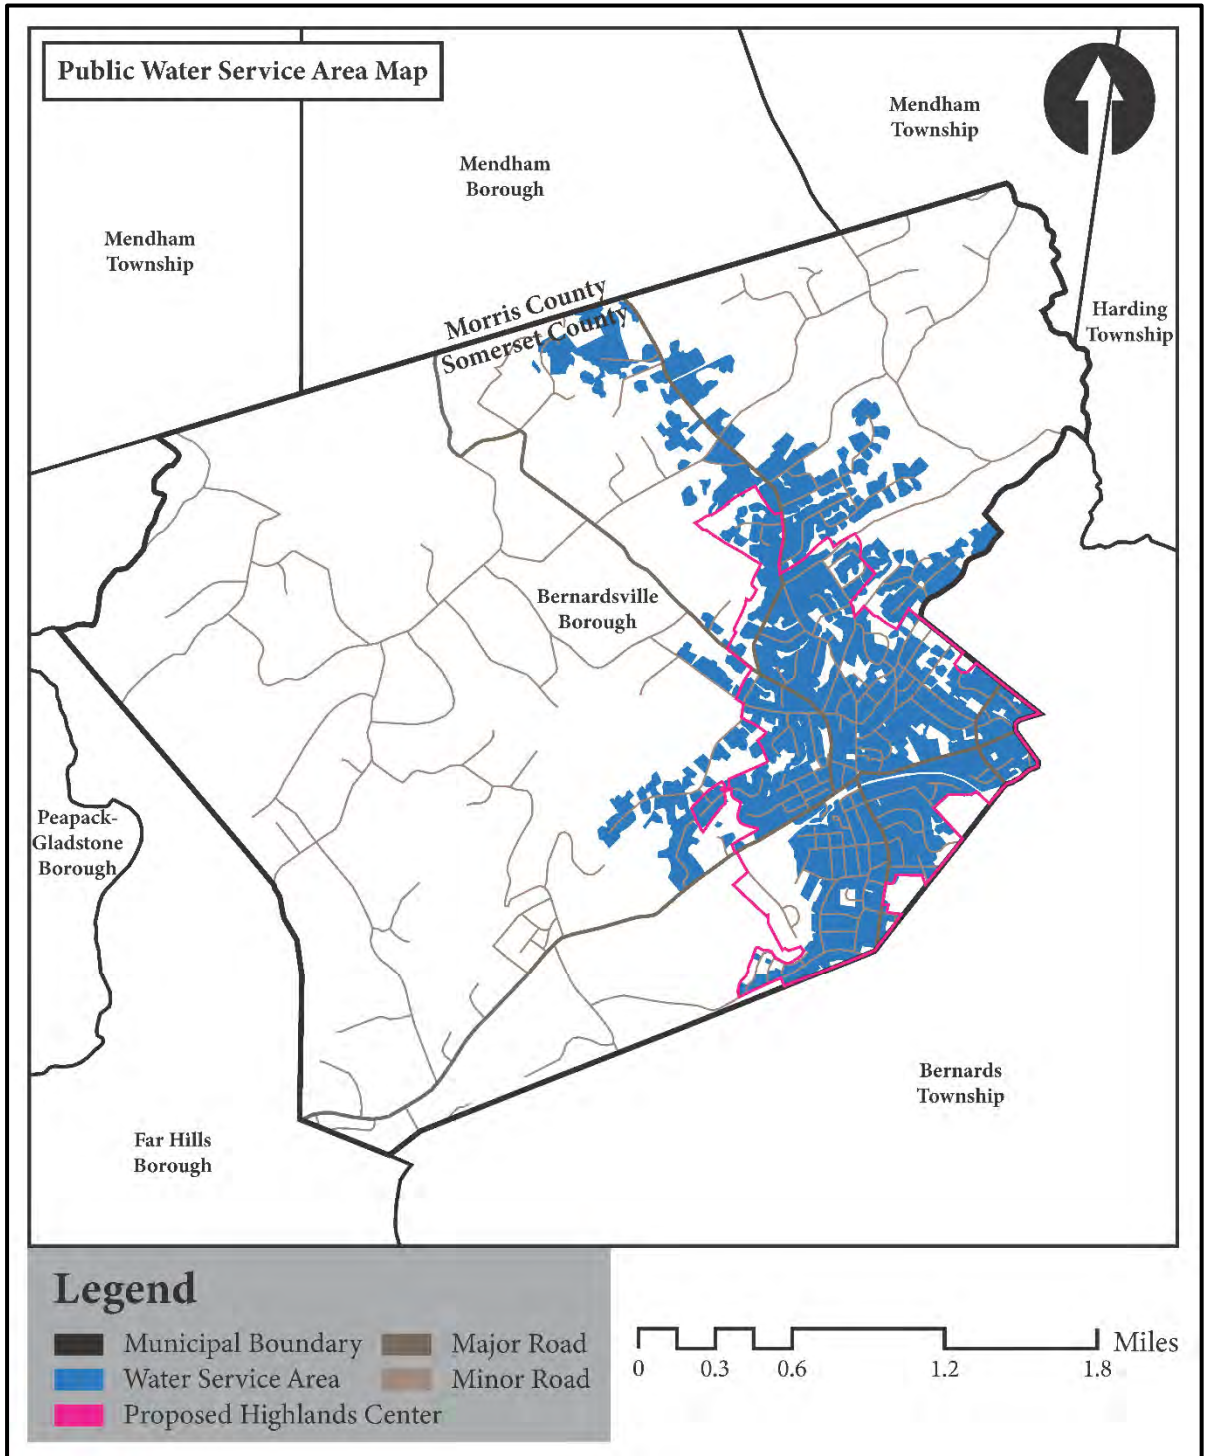 Public Water Service Area Map
Mendham
Township
Mendham
Borough
Mendham
Township
Morris County
Somerset County
Harding
Township
Bernardsville
Borough
Peapack-
Gladstone
Borough
Bernards
Township
Far Hills
Borough
Legend
Municipal Boundary
Major Road
Water Service Area
Minor Road
Proposed Highlands Center
Miles
0 0.3 0.6 1.2 1.8